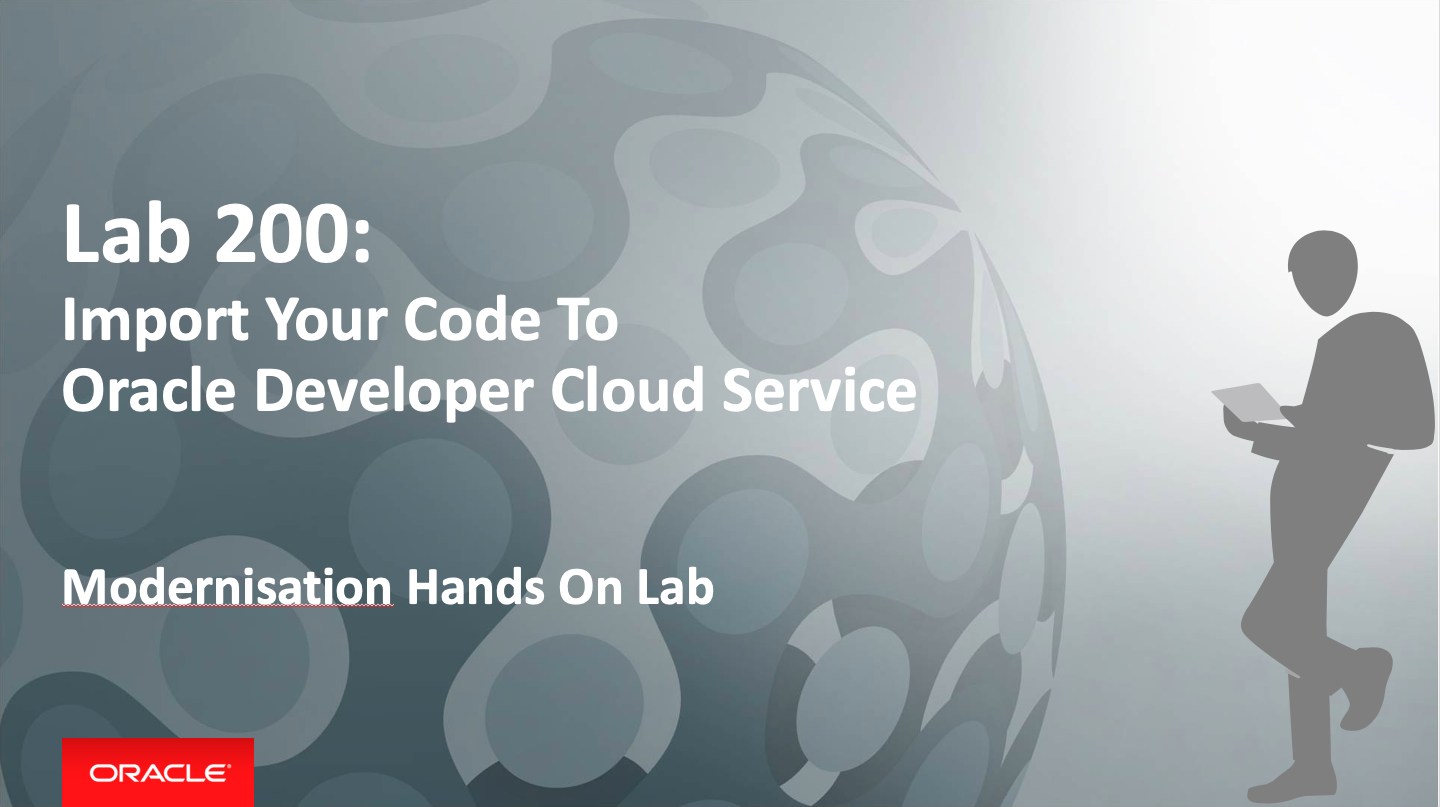 Lab 200:
Import Your Code To
Oracle Developer Cloud Service
Modernisation Hands On Lab
ORACLE®